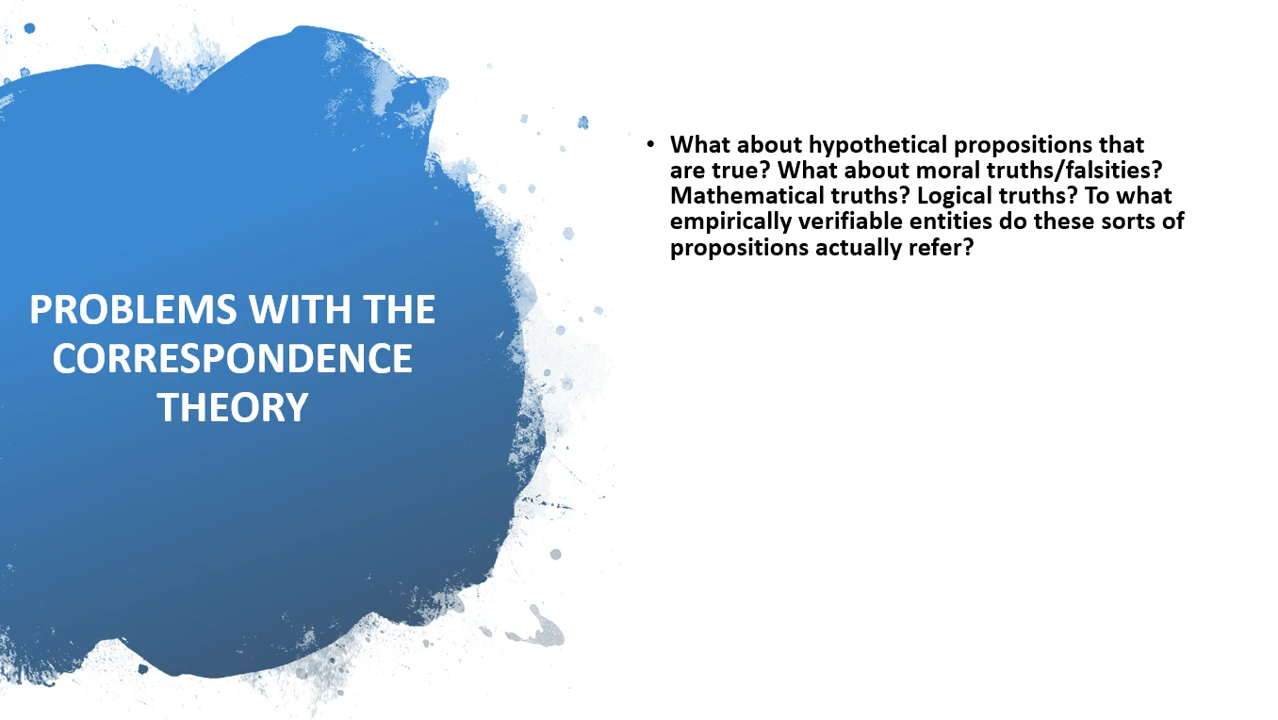 PROBLEMS WITH THE
CORRESPONDENCE
THEORY
• What about hypothetical propositions that
are true? What about moral truths/falsities?
Mathematical truths? Logical truths? To what
empirically verifiable entities do these sorts of
propositions actually refer?